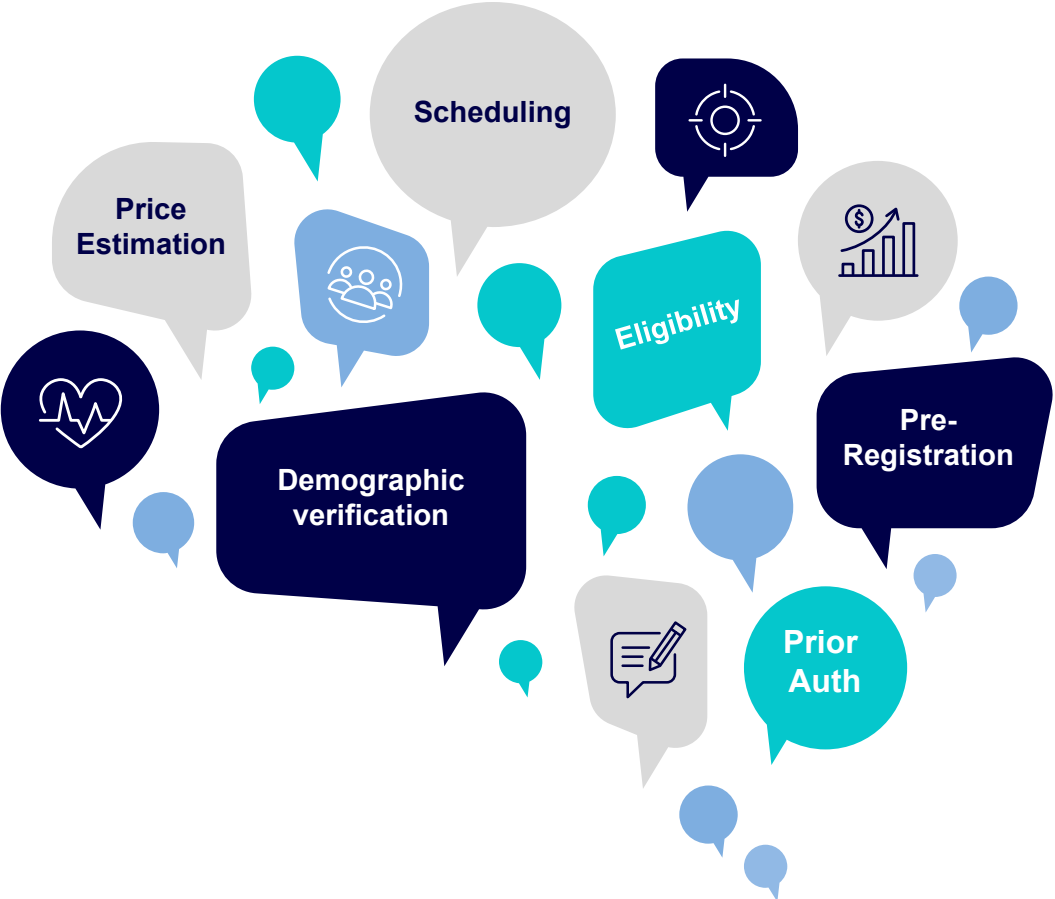 Scheduling
Price
Estimation
$
Eligibility
Pre-
Registration
Demographic
verification
Prior
Auth